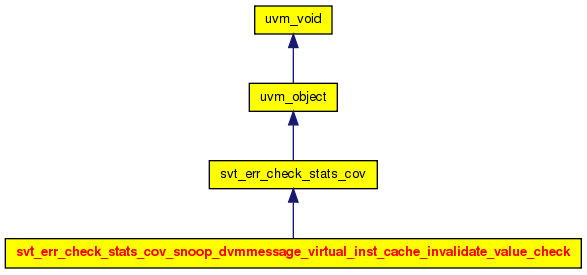 uvm_void
uvm_object
svt_err_check_stats_cov
svt_err_check_stats_cov_snoop_dvmmessage_virtual_inst_cache_invalidate_value_check